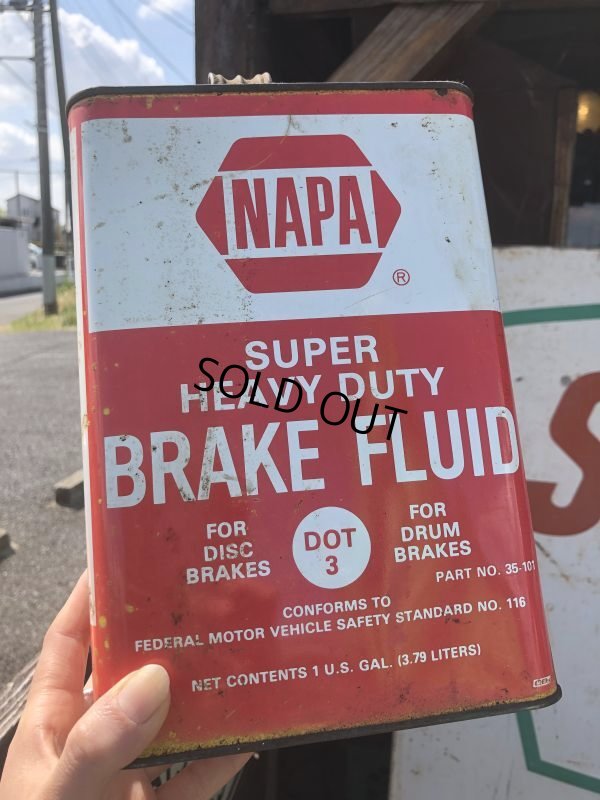 NAPA
®
SUPER
HEAVY DUTY
SOLD OUT
BRAKE FLUID
FOR
DISC
BRAKES
DOT
3
FOR
DRUM
BRAKES
PART NO. 35-101
CONFORMS TO
FEDERAL MOTOR VEHICLE SAFETY STANDARD NO. 116
NET CONTENTS 1 U.S. GAL. (3.79 LITERS)
S